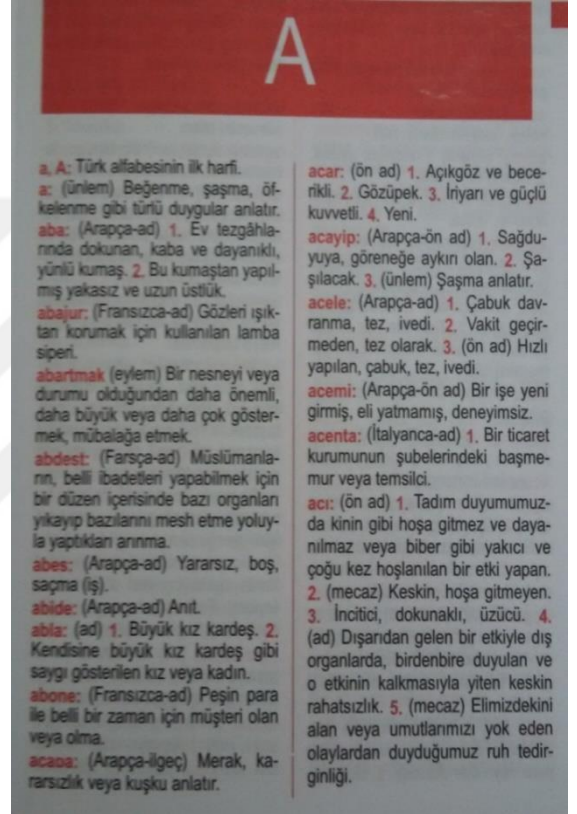 A
a, A: Türk alfabesinin ilk harfi.
a: (ünlem) Beğenme, şaşma, öf-
kelenme gibi türlü duygular anlatır.
aba: (Arapça-ad) 1. Ev tezgâhla-
rında dokunan, kaba ve dayanıklı,
yünlü kumaş. 2. Bu kumaştan yapıl-
mış yakasız ve uzun üstlük.
abajur: (Fransızca-ad) Gözleri ışık-
tan korumak için kullanılan lamba
siperi.
abartmak (eylem) Bir nesneyi veya
durumu olduğundan daha önemli,
daha büyük veya daha çok göster-
mek, mübalağa etmek.
abdest: (Farsça-ad) Müslümanla-
rın, belli ibadetleri yapabilmek için
bir düzen içerisinde bazı organları
yıkayıp bazılarını mesh etme yoluy-
la yaptıkları arınma.
abes: (Arapça-ad) Yararsız, boş,
saçma (iş).
abide: (Arapça-ad) Anıt.
abla: (ad) 1. Büyük kız kardeş. 2.
Kendisine büyük kız kardeş gibi
saygı gösterilen kız veya kadın.
abone: (Fransızca-ad) Peşin para
ile belli bir zaman için müşteri olan
veya olma.
acaba: (Arapça-ilgeç) Merak, ka-
rarsızlık veya kuşku anlatır.
acar: (ön ad) 1. Açıkgöz ve bece-
rikli. 2. Gözüpek. 3. İriyarı ve güçlü
kuvvetli. 4. Yeni.
acayip: (Arapça-ön ad) 1. Sağdu-
yuya, göreneğe aykırı olan. 2. Şa-
şılacak. 3. (ünlem) Şaşma anlatır.
acele: (Arapça-ad) 1. Çabuk dav-
ranma, tez, ivedi. 2. Vakit geçir-
meden, tez olarak. 3. (ön ad) Hızlı
yapılan, çabuk, tez, ivedi.
acemi: (Arapça-ön ad) Bir işe yeni
girmiş, eli yatmamış, deneyimsiz.
acenta: (İtalyanca-ad) 1. Bir ticaret
kurumunun şubelerindeki başme-
mur veya temsilci.
acı: (ön ad) 1. Tadım duyumumuz-
da kinin gibi hoşa gitmez ve daya-
nılmaz veya biber gibi yakıcı ve
çoğu kez hoşlanılan bir etki yapan.
2. (mecaz) Keskin, hoşa gitmeyen.
3. İncitici, dokunaklı, üzücü. 4.
(ad) Dışarıdan gelen bir etkiyle dış
organlarda, birdenbire duyulan ve
o etkinin kalkmasıyla yiten keskin
rahatsızlık. 5. (mecaz) Elimizdekini
alan veya umutlarımızı yok eden
olaylardan duyduğumuz ruh tedir-
ginliği.